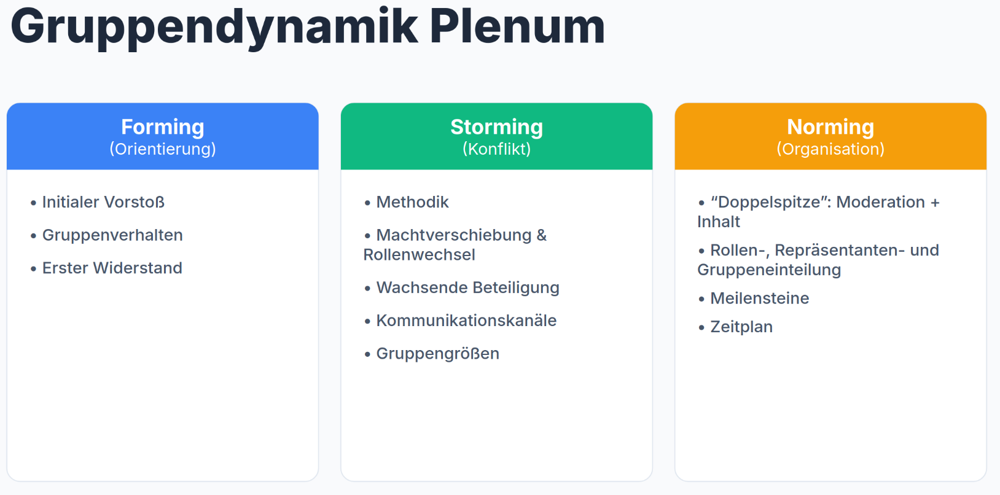 Gruppendynamik Plenum
Forming
(Orientierung)
• Initialer Vorstoß
• Gruppenverhalten
• Erster Widerstand
Storming
(Konflikt)
• Methodik
• Machtverschiebung &
Rollenwechsel
• Wachsende Beteiligung
• Kommunikationskanäle
• Gruppengrößen
Norming
(Organisation)
• “Doppelspitze”: Moderation +
Inhalt
• Rollen-, Repräsentanten- und
Gruppeneinteilung
• Meilensteine
• Zeitplan